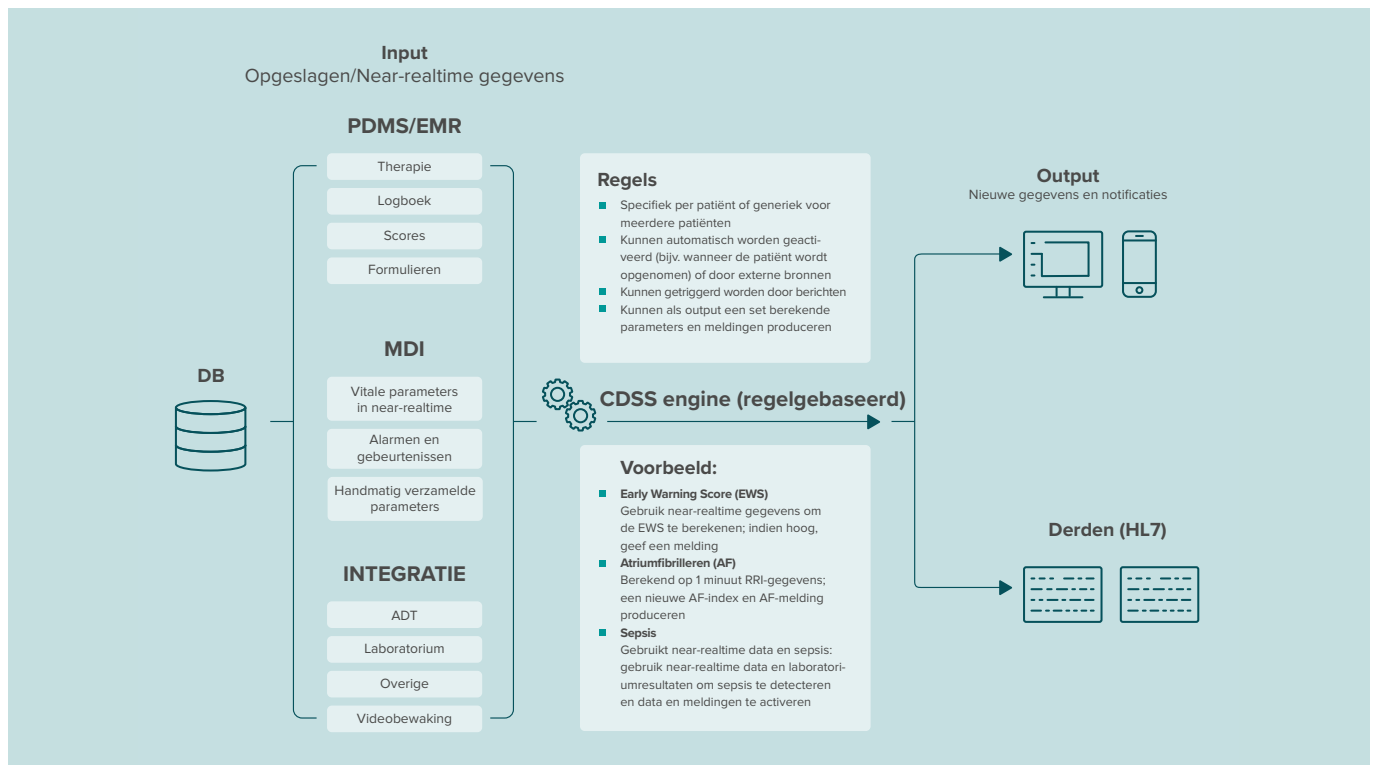 Input
Opgeslagen/Near-realtime gegevens
PDMS/EMR
Therapie
Logboek
Scores
Formulieren
MDI
Vitale parameters
in near-realtime
Alarmen en
gebeurtenissen
Handmatig verzamelde
parameters
INTEGRATIE
ADT
Laboratorium
Overige
Videobewaking
DB
Regels
Specifiek per patiënt of generiek voor
meerdere patiënten
Kunnen automatisch worden geacti-
veerd (bijv. wanneer de patiënt wordt
opgenomen) of door externe bronnen
Kunnen getriggerd worden door berichten
Kunnen als output een set berekende
parameters en meldingen produceren
CDSS engine (regelgebaseerd)
Voorbeeld:
Early Warning Score (EWS)
Gebruik near-realtime gegevens om
de EWS te berekenen; indien hoog,
geef een melding
Atriumfibrilleren (AF)
Berekend op 1 minuut RRI-gegevens;
een nieuwe AF-index en AF-melding
produceren
Sepsis
Gebruikt near-realtime data en sepsis:
gebruik near-realtime data en laboratori-
umresultaten om sepsis te detecteren
en data en meldingen te activeren
Output
Nieuwe gegevens en notificaties
Derden (HL7)